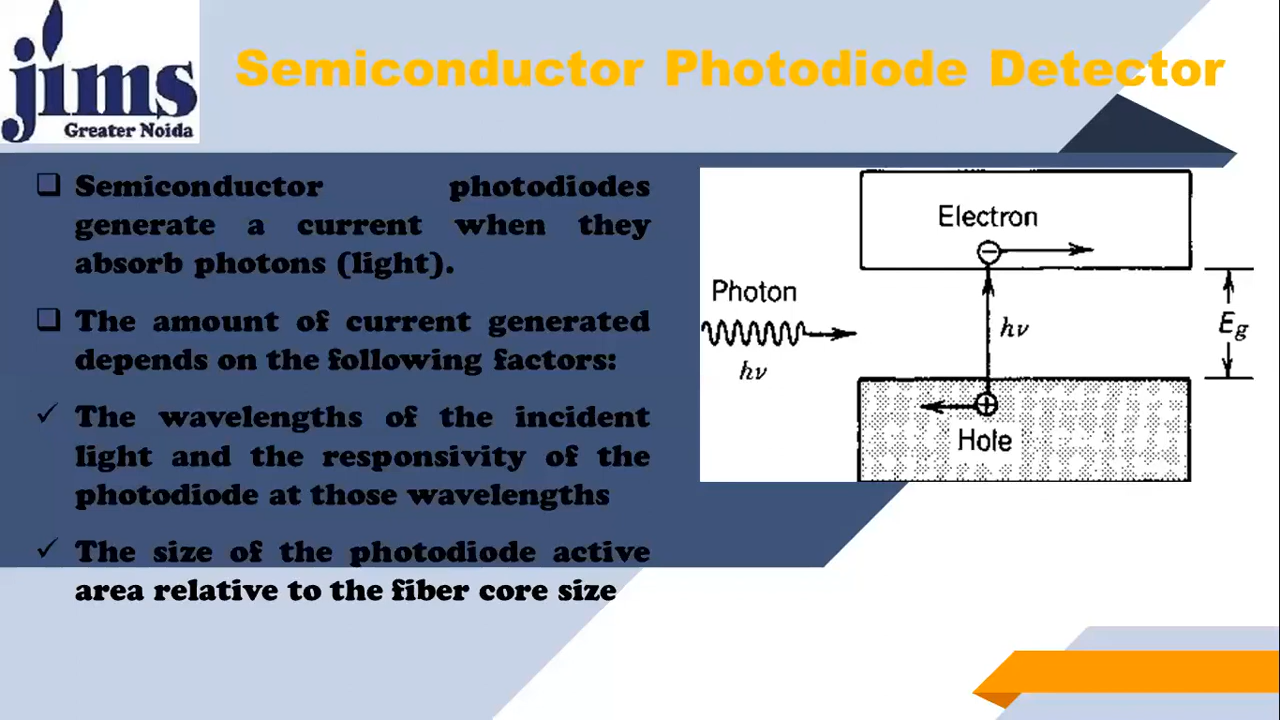 jims
Greater Noida
Semiconductor Photodiode Detector
❑ Semiconductor photodiodes
generate a current when they
absorb photons (light).
❑ The amount of current generated
depends on the following factors:
✓ The wavelengths of the incident
light and the responsivity of the
photodiode at those wavelengths
✓ The size of the photodiode active
area relative to the fiber core size
Electron
−
Photon
hν
hν
E_g
+
Hole